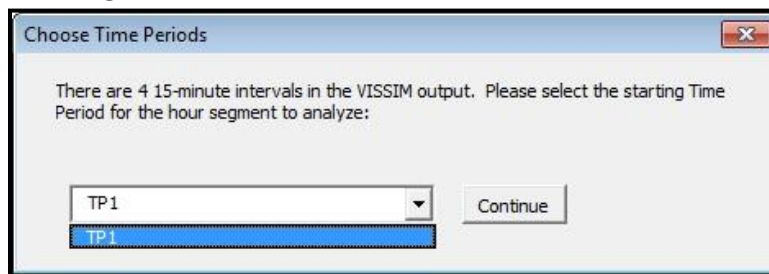 Choose Time Periods
There are 4 15-minute intervals in the VISSIM output. Please select the starting Time
Period for the hour segment to analyze:
TP1
Continue
TP1